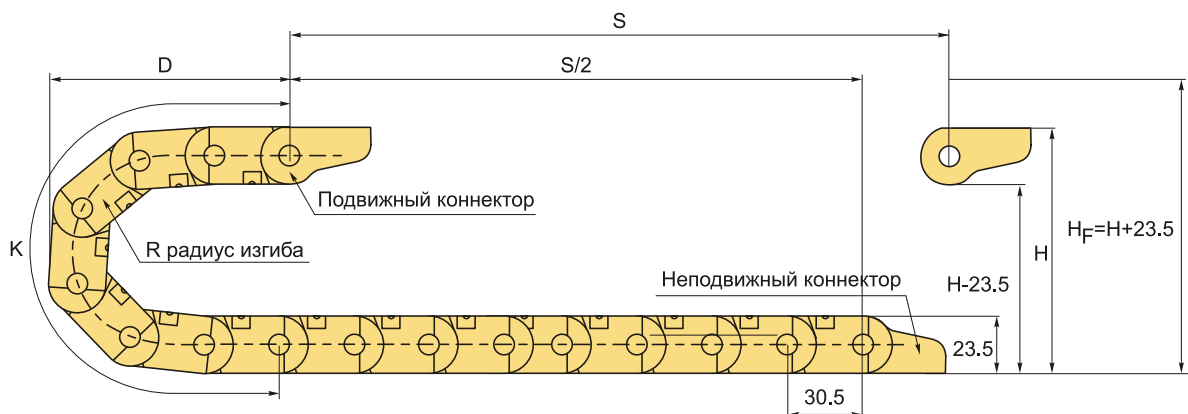 S
D
S/2
Подвижный коннектор
K
R радиус изгиба
H
HF=H+23.5
Неподвижный коннектор
H-23.5
23.5
30.5